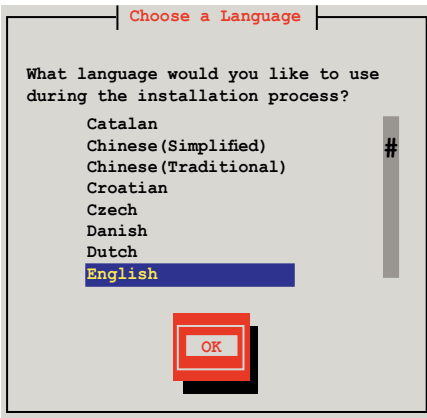 Choose a Language
What language would you like to use
during the installation process?
Catalan
Chinese(Simplified)
Chinese(Traditional)
Croatian
Czech
Danish
Dutch
English
#
OK